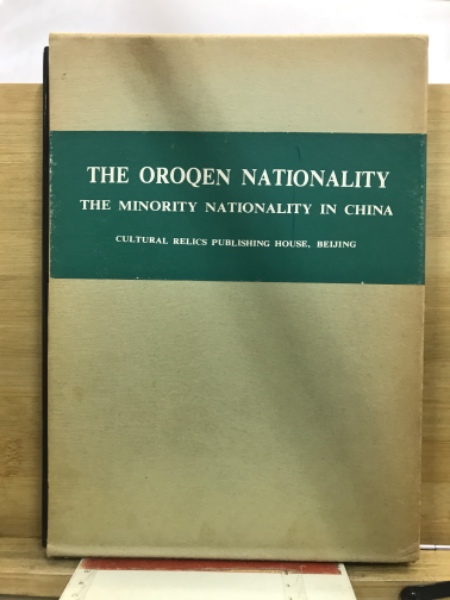 THE OROQEN NATIONALITY
THE MINORITY NATIONALITY IN CHINA
CULTURAL RELICS PUBLISHING HOUSE, BEIJING